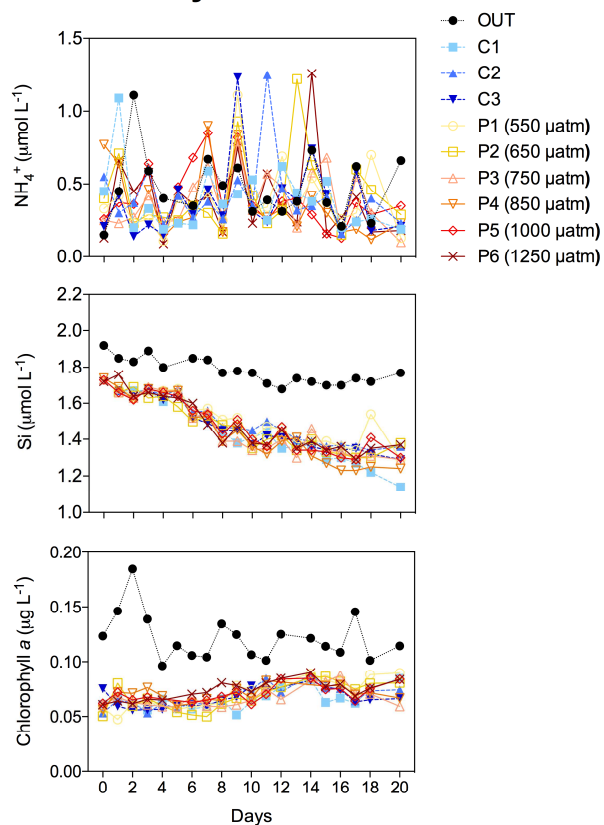 OUT
C1
C2
C3
P1 (550 µatm)
P2 (650 µatm)
P3 (750 µatm)
P4 (850 µatm)
P5 (1000 µatm)
P6 (1250 µatm)
NH4+ (µmol L-1)
1.5
1.0
0.5
0.0
Si (µmol L-1)
2.2
2.0
1.8
1.6
1.4
1.2
1.0
Chlorophyll a (µg L-1)
0.20
0.15
0.10
0.05
0.00
0 2 4 6 8 10 12 14 16 18 20
Days